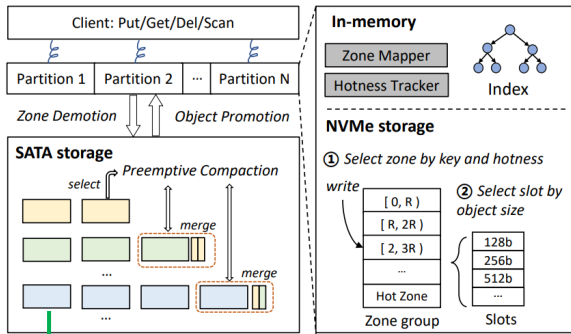 Client: Put/Get/Del/Scan
Partition 1
Partition 2
...
Partition N
Zone Demotion
Object Promotion
SATA storage
select
Preemptive Compaction
merge
...
merge
...
In-memory
Zone Mapper
Hotness Tracker
Index
NVMe storage
① Select zone by key and hotness
write
[ 0, R )
[ R, 2R )
[ 2, 3R )
...
Hot Zone
Zone group
② Select slot by
object size
128b
256b
512b
...
Slots